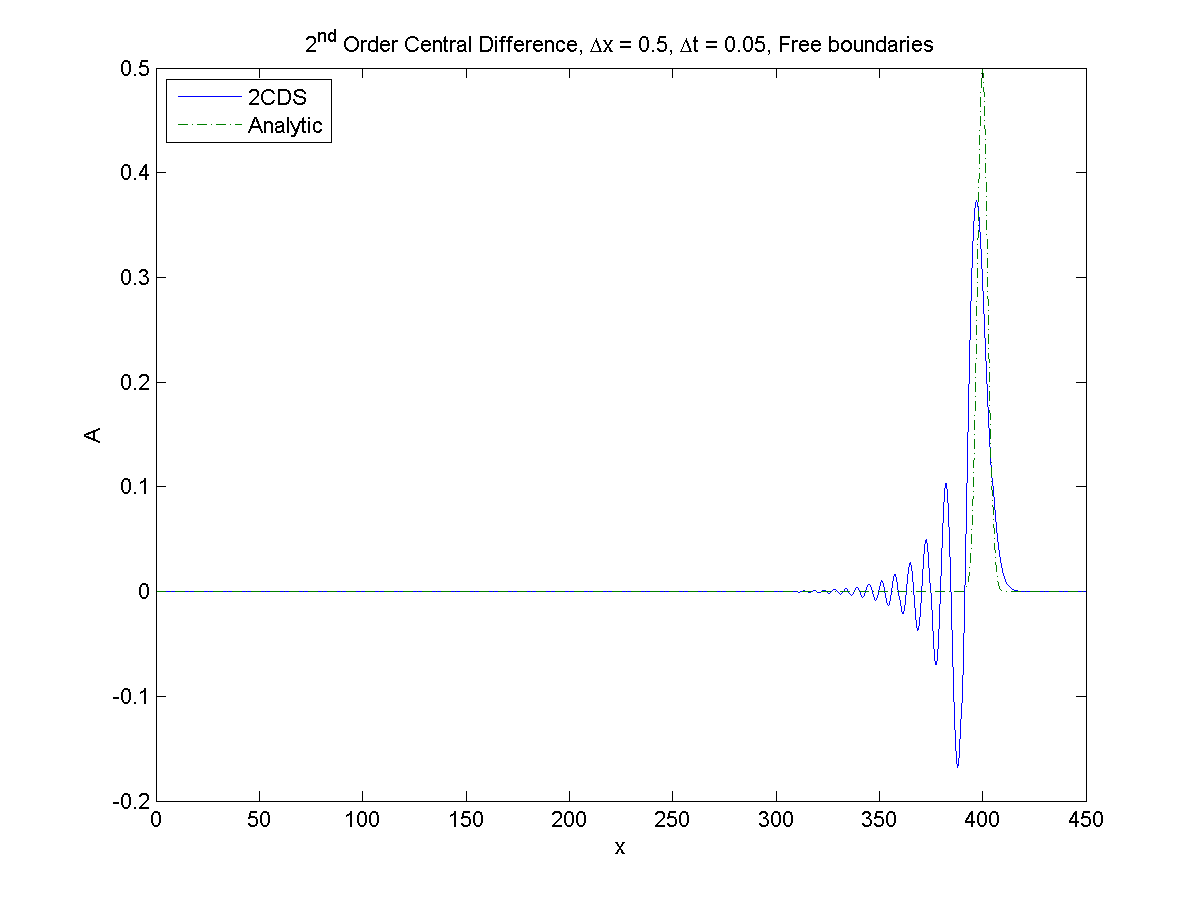 2nd Order Central Difference, Δx = 0.5, Δt = 0.05, Free boundaries
0.5
2CDS
Analytic
0.4
0.3
0.2
A
0.1
0
-0.1
-0.2
0 50 100 150 200 250 300 350 400 450
x